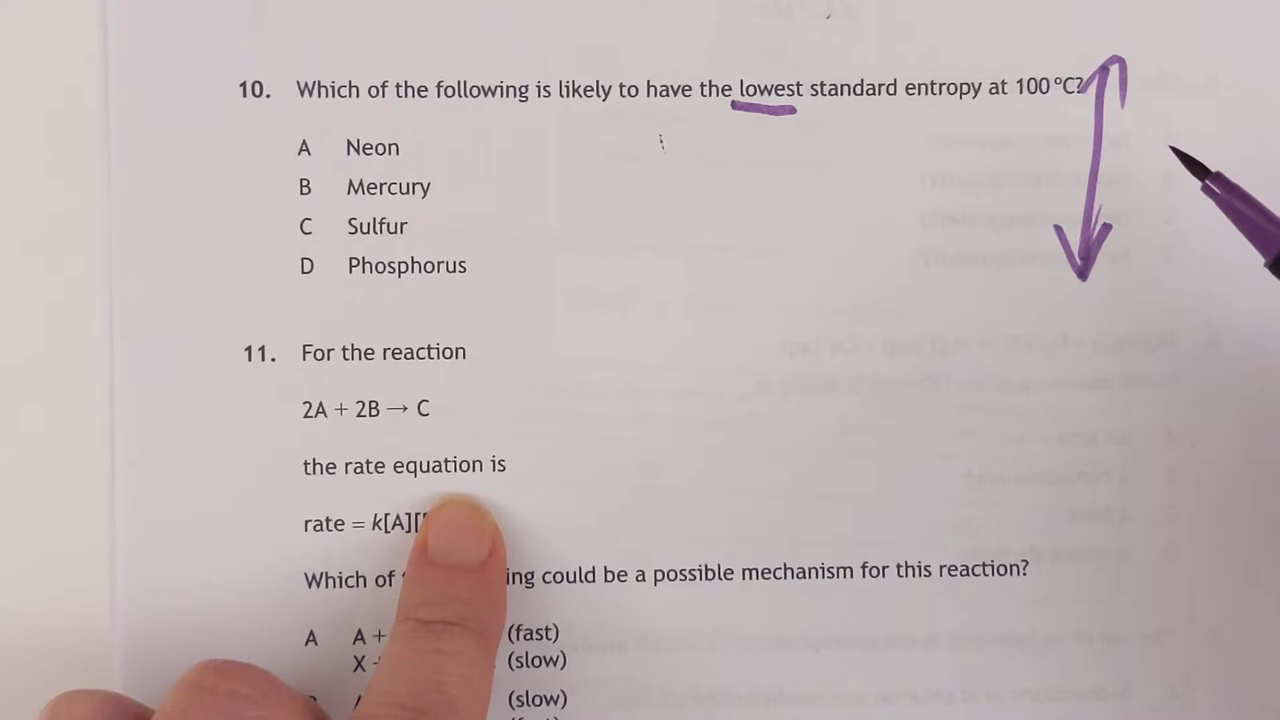 10. Which of the following is likely to have the lowest standard entropy at 100 °C?
A Neon
B Mercury
C Sulfur
D Phosphorus
11. For the reaction
2A + 2B → C
the rate equation is
rate = k[A][
Which of ing could be a possible mechanism for this reaction?
A A + (fast)
X (slow)
(slow)